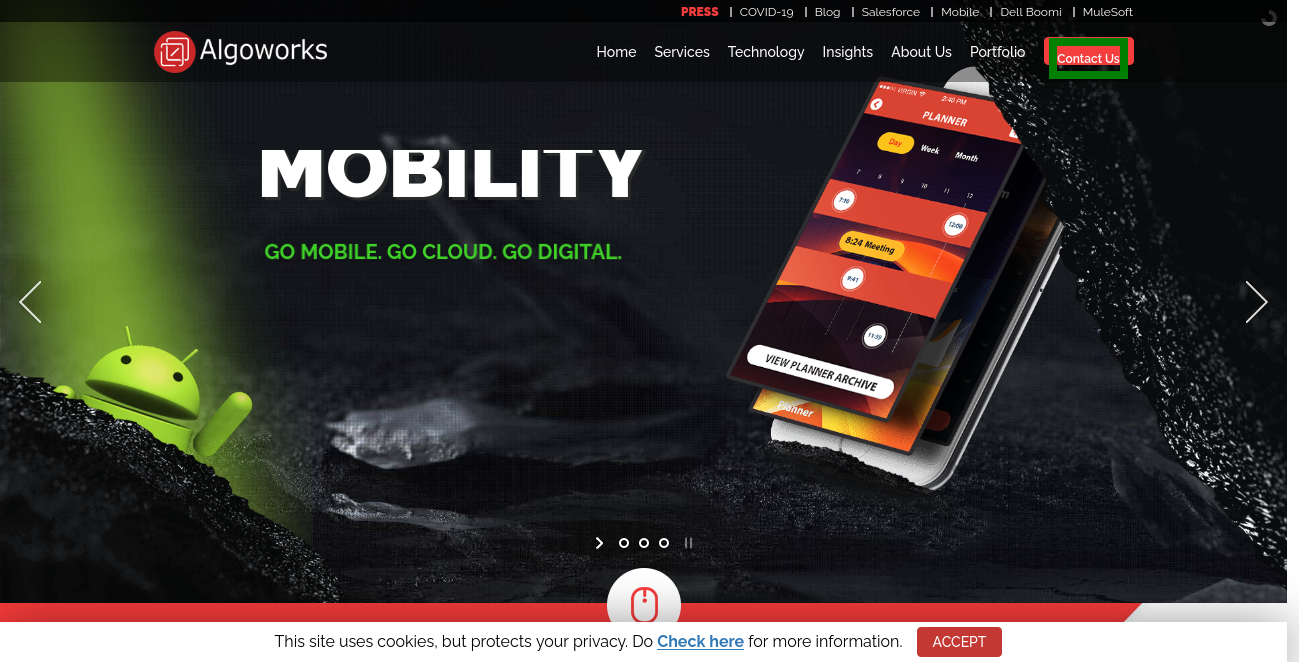 PRESS | COVID-19 | Blog | Salesforce | Mobile | Dell Boomi | MuleSoft
Algoworks
Home Services Technology Insights About Us Portfolio Contact Us
MOBILITY
GO MOBILE. GO CLOUD. GO DIGITAL.
VIRGIN 2:40 PM
PLANNER
Day Week Month
7 8 9 10 11 12
7:30
12:00
8:24 Meeting
9:41
11:59
VIEW PLANNER ARCHIVE
Planner
This site uses cookies, but protects your privacy. Do Check here for more information. ACCEPT